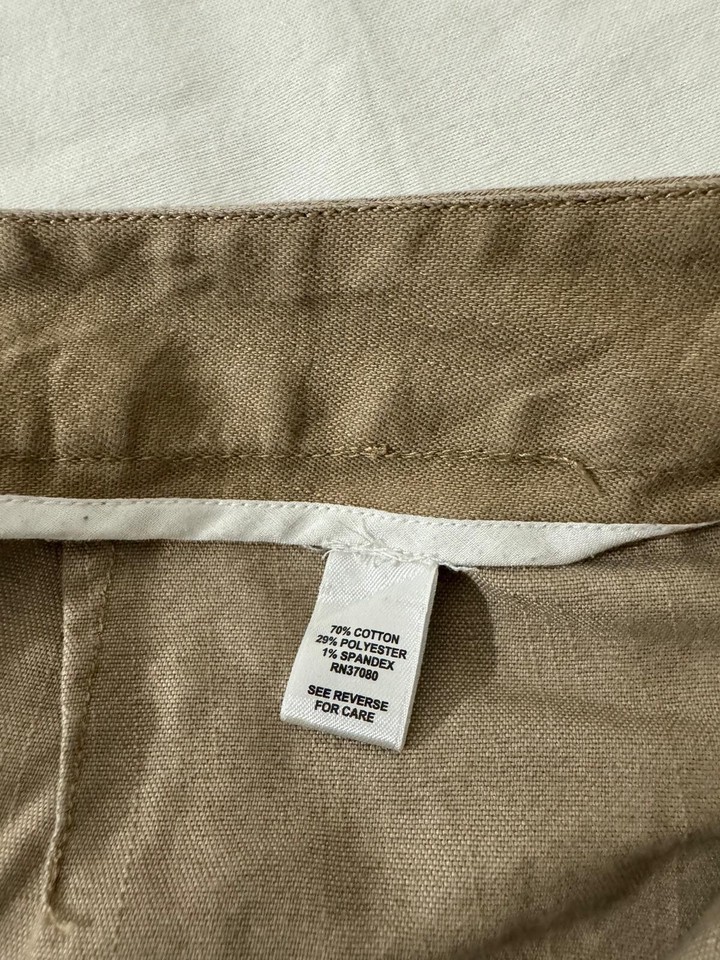 70% COTTON
29% POLYESTER
1% SPANDEX
RN37080
SEE REVERSE
FOR CARE